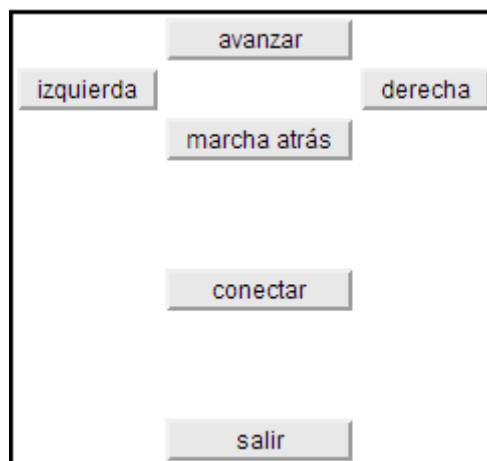 avanzar
izquierda
derecha
marcha atrás
conectar
salir